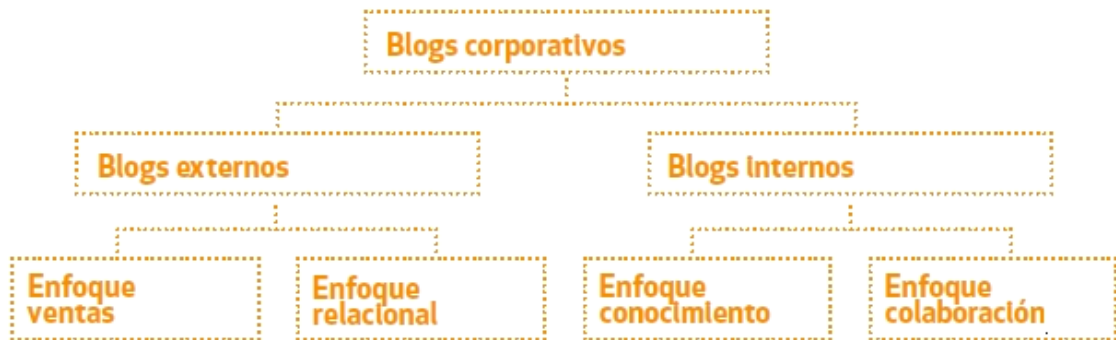 Blogs corporativos
Blogs externos
Blogs internos
Enfoque
ventas
Enfoque
relacional
Enfoque
conocimiento
Enfoque
colaboración